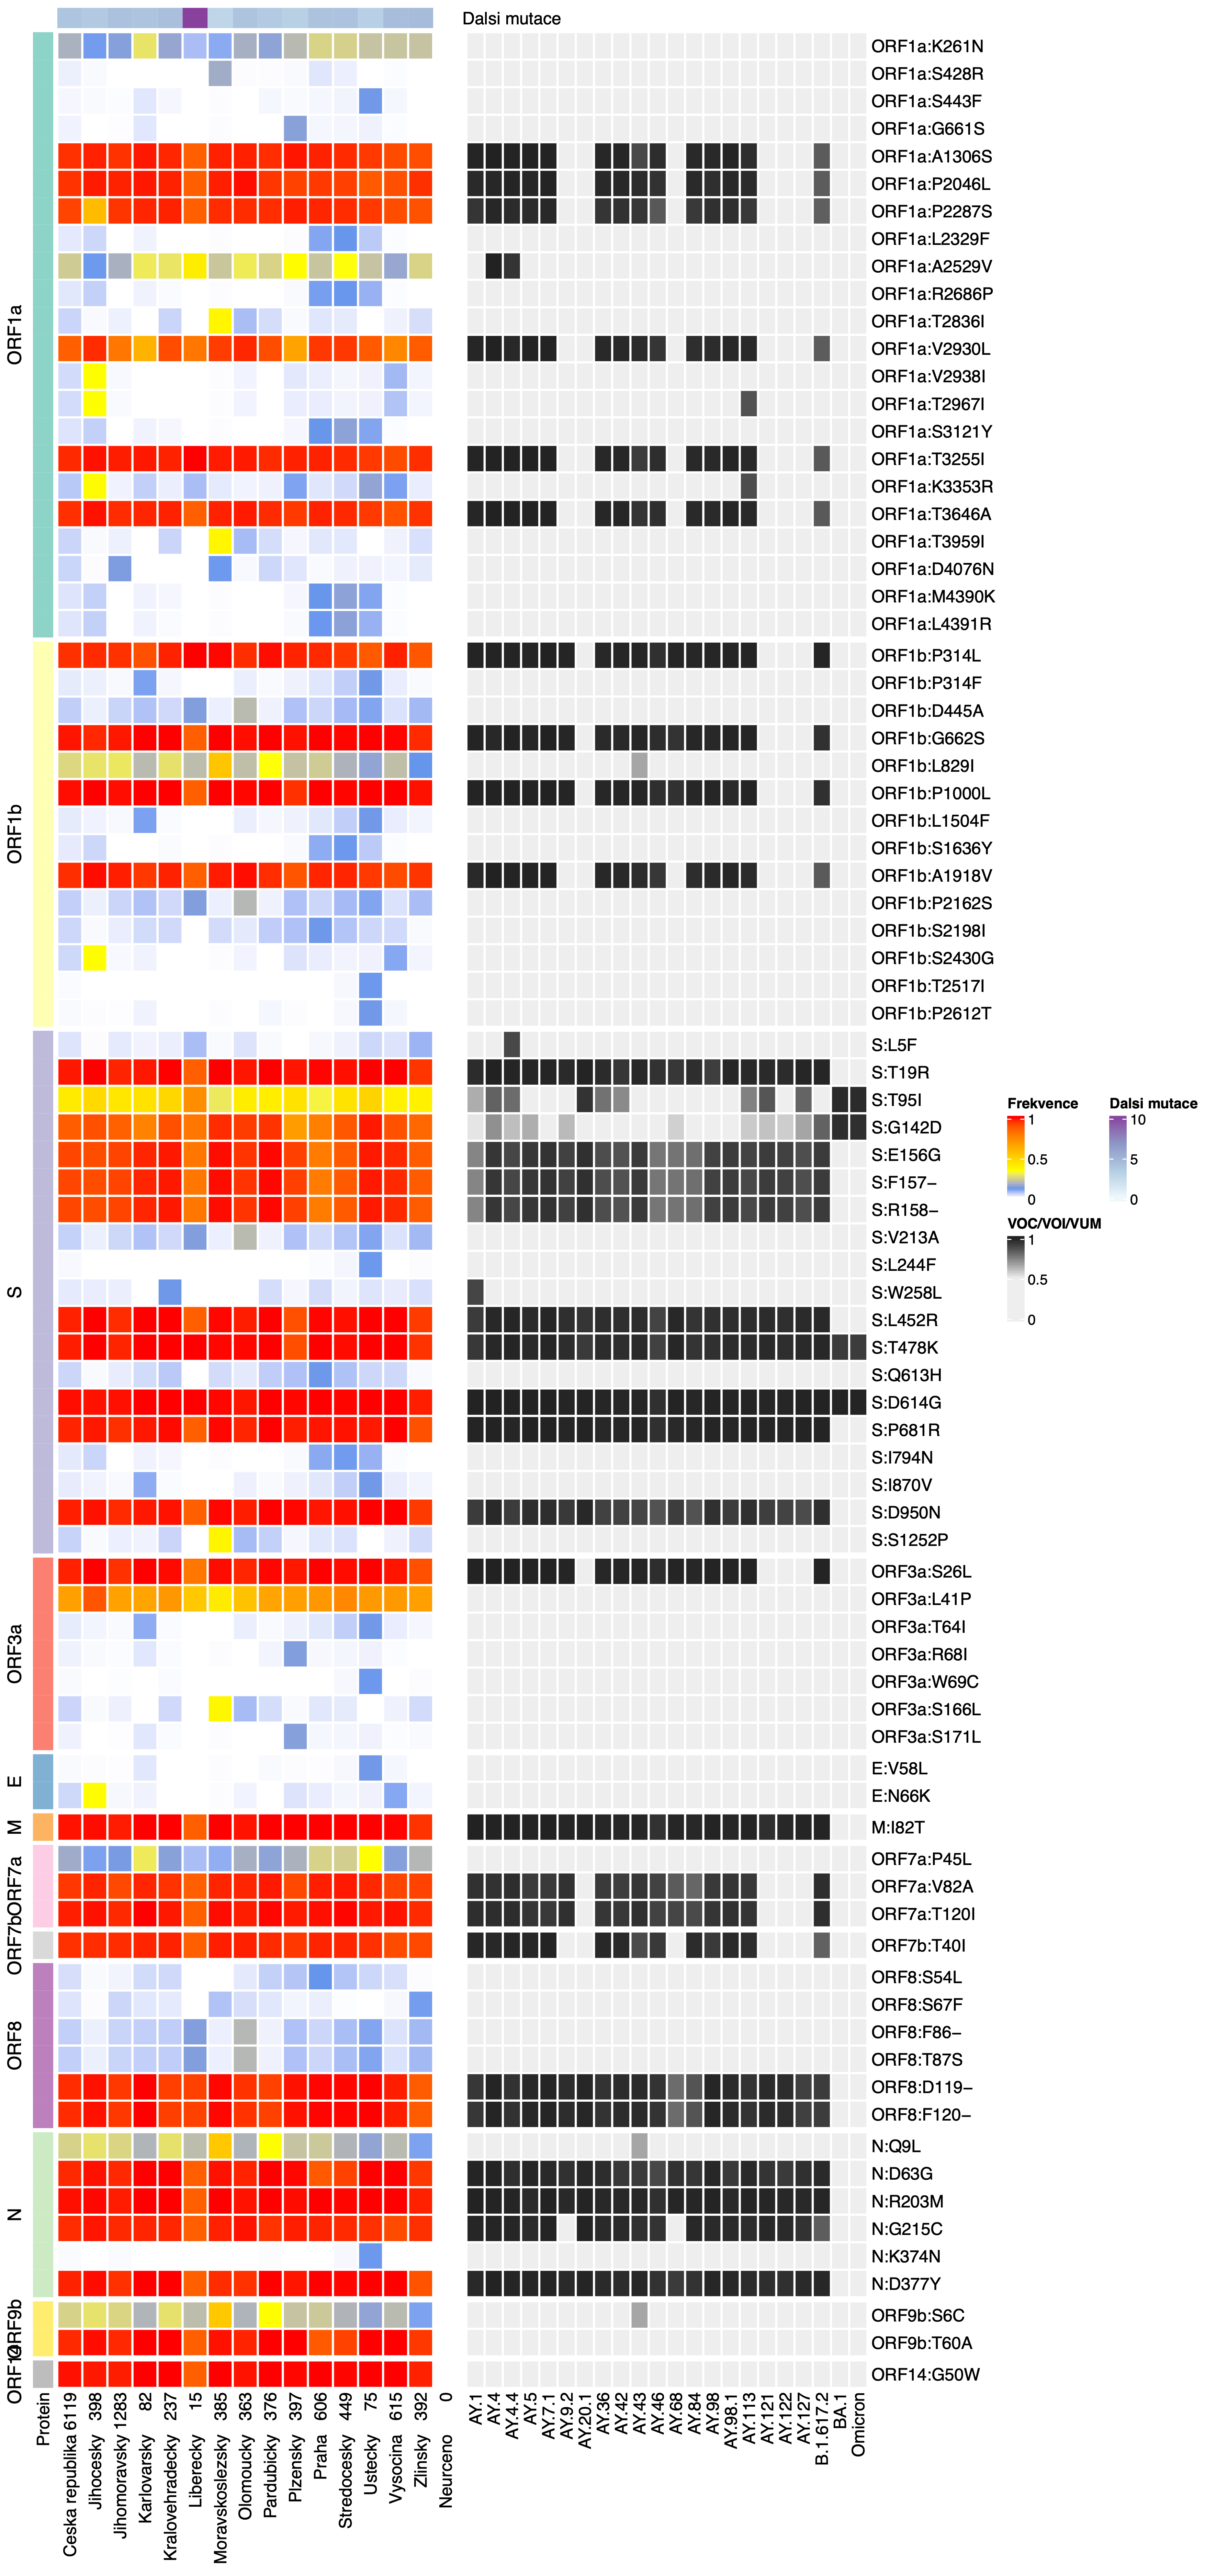 Dalsi mutace
ORF1a
ORF1a:K261N
ORF1a:S428R
ORF1a:S443F
ORF1a:G661S
ORF1a:A1306S
ORF1a:P2046L
ORF1a:P2287S
ORF1a:L2329F
ORF1a:A2529V
ORF1a:R2686P
ORF1a:T2836I
ORF1a:V2930L
ORF1a:V2938I
ORF1a:T2967I
ORF1a:S3121Y
ORF1a:T3255I
ORF1a:K3353R
ORF1a:T3646A
ORF1a:T3959I
ORF1a:D4076N
ORF1a:M4390K
ORF1a:L4391R
ORF1b
ORF1b:P314L
ORF1b:P314F
ORF1b:D445A
ORF1b:G662S
ORF1b:L829I
ORF1b:P1000L
ORF1b:L1504F
ORF1b:S1636Y
ORF1b:A1918V
ORF1b:P2162S
ORF1b:S2198I
ORF1b:S2430G
ORF1b:T2517I
ORF1b:P2612T
S
S:L5F
S:T19R
S:T95I
S:G142D
S:E156G
S:F157−
S:R158−
S:V213A
S:L244F
S:W258L
S:L452R
S:T478K
S:Q613H
S:D614G
S:P681R
S:I794N
S:I870V
S:D950N
S:S1252P
ORF3a
ORF3a:S26L
ORF3a:L41P
ORF3a:T64I
ORF3a:R68I
ORF3a:W69C
ORF3a:S166L
ORF3a:S171L
E
E:V58L
E:N66K
M
M:I82T
ORF7a
ORF7a:P45L
ORF7a:V82A
ORF7a:T120I
ORF7b
ORF7b:T40I
ORF8
ORF8:S54L
ORF8:S67F
ORF8:F86−
ORF8:T87S
ORF8:D119−
ORF8:F120−
N
N:Q9L
N:D63G
N:R203M
N:G215C
N:K374N
N:D377Y
ORF9b
ORF9b:S6C
ORF9b:T60A
ORF14
ORF14:G50W
Frekvence
1
0.5
0
Dalsi mutace
10
5
0
VOC/VOI/VUM
1
0.5
0
Protein
Ceska republika 6119
Jihocesky 398
Jihomoravsky 1283
Karlovarsky 82
Kralovehradecky 237
Liberecky 15
Moravskoslezsky 385
Olomoucky 363
Pardubicky 376
Plzensky 397
Praha 606
Stredocesky 449
Ustecky 75
Vysocina 615
Zlinsky 392
Neurceno 0
AY.1
AY.4
AY.4.4
AY.5
AY.7.1
AY.9.2
AY.20.1
AY.36
AY.42
AY.43
AY.46
AY.68
AY.84
AY.98
AY.98.1
AY.113
AY.121
AY.122
AY.127
B.1.617.2
BA.1
Omicron